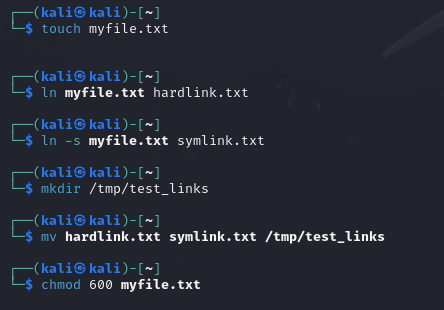 ┌──(kali㉿kali)-[~]
└─$ touch myfile.txt
┌──(kali㉿kali)-[~]
└─$ ln myfile.txt hardlink.txt
┌──(kali㉿kali)-[~]
└─$ ln -s myfile.txt symlink.txt
┌──(kali㉿kali)-[~]
└─$ mkdir /tmp/test_links
┌──(kali㉿kali)-[~]
└─$ mv hardlink.txt symlink.txt /tmp/test_links
┌──(kali㉿kali)-[~]
└─$ chmod 600 myfile.txt